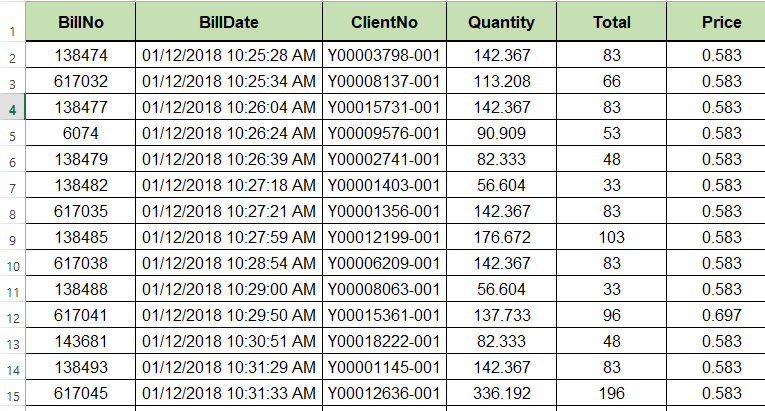 1 BillNo BillDate ClientNo Quantity Total Price
2 138474 01/12/2018 10:25:28 AM Y00003798-001 142.367 83 0.583
3 617032 01/12/2018 10:25:34 AM Y00008137-001 113.208 66 0.583
4 138477 01/12/2018 10:26:04 AM Y00015731-001 142.367 83 0.583
5 6074 01/12/2018 10:26:24 AM Y00009576-001 90.909 53 0.583
6 138479 01/12/2018 10:26:39 AM Y00002741-001 82.333 48 0.583
7 138482 01/12/2018 10:27:18 AM Y00001403-001 56.604 33 0.583
8 617035 01/12/2018 10:27:21 AM Y00001356-001 142.367 83 0.583
9 138485 01/12/2018 10:27:59 AM Y00012199-001 176.672 103 0.583
10 617038 01/12/2018 10:28:54 AM Y00006209-001 142.367 83 0.583
11 138488 01/12/2018 10:29:00 AM Y00008063-001 56.604 33 0.583
12 617041 01/12/2018 10:29:50 AM Y00015361-001 137.733 96 0.697
13 143681 01/12/2018 10:30:51 AM Y00018222-001 82.333 48 0.583
14 138493 01/12/2018 10:31:29 AM Y00001145-001 142.367 83 0.583
15 617045 01/12/2018 10:31:33 AM Y00012636-001 336.192 196 0.583